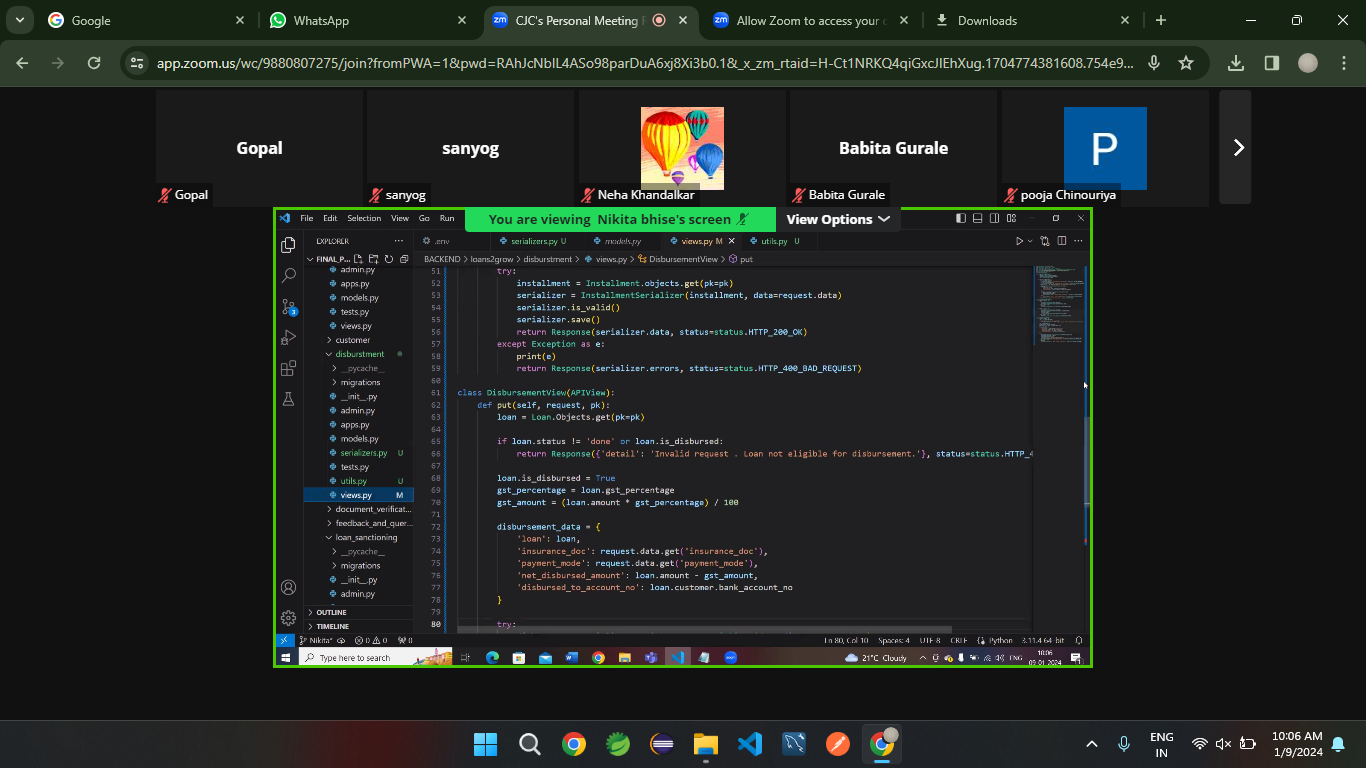 Google
WhatsApp
CJC's Personal Meeting
Allow Zoom to access your
Downloads
app.zoom.us/wc/9880807275/join?fromPWA=1&pwd=RAhJcNbIL4ASo98parDuA6xj8Xi3b0.1&_x_zm_rtaid=H-Ct1NRKQ4qiGxcJIEhXug.1704774381608.754e9...
Gopal
sanyog
Babita Gurale
P
Gopal
sanyog
Neha Khandalkar
Babita Gurale
pooja Chinouriya
File Edit Selection View Go Run
You are viewing Nikita bhise's screen
View Options
EXPLORER
.env
serializers.py U
models.py
views.py M
utils.py U
FINAL_P...
BACKEND > loans2grow > disburstment > views.py > DisbursementView > put
admin.py
apps.py
models.py
tests.py
views.py
customer
disburstment
__pycache__
migrations
__init__.py
admin.py
apps.py
models.py
serializers.py U
tests.py
utils.py U
views.py M
document_verificat...
feedback_and_quer...
loan_sanctioning
__pycache__
migrations
__init__.py
admin.py
OUTLINE
TIMELINE
51 try:
52 installment = Installment.objects.get(pk=pk)
53 serializer = InstallmentSerializer(installment, data=request.data)
54 serializer.is_valid()
55 serializer.save()
56 return Response(serializer.data, status=status.HTTP_200_OK)
57 except Exception as e:
58 print(e)
59 return Response(serializer.errors, status=status.HTTP_400_BAD_REQUEST)
60
61 class DisbursementView(APIView):
62 def put(self, request, pk):
63 loan = Loan.Objects.get(pk=pk)
64
65 if loan.status != 'done' or loan.is_disbursed:
66 return Response({'detail': 'Invalid request . Loan not eligible for disbursement.'}, status=status.HTTP_4
67
68 loan.is_disbursed = True
69 gst_percentage = loan.gst_percentage
70 gst_amount = (loan.amount * gst_percentage) / 100
71
72 disbursement_data = {
73 'loan': loan,
74 'insurance_doc': request.data.get('insurance_doc'),
75 'payment_mode': request.data.get('payment_mode'),
76 'net_disbursed_amount': loan.amount - gst_amount,
77 'disbursed_to_account_no': loan.customer.bank_account_no
78 }
79
80 try:
Nikita* 0 0 0
Ln 80, Col 10 Spaces: 4 UTF-8 CRLF Python 3.11.4 64-bit
Type here to search
21°C Cloudy
ENG
10:06
09-01-2024
ENG
IN
10:06 AM
1/9/2024